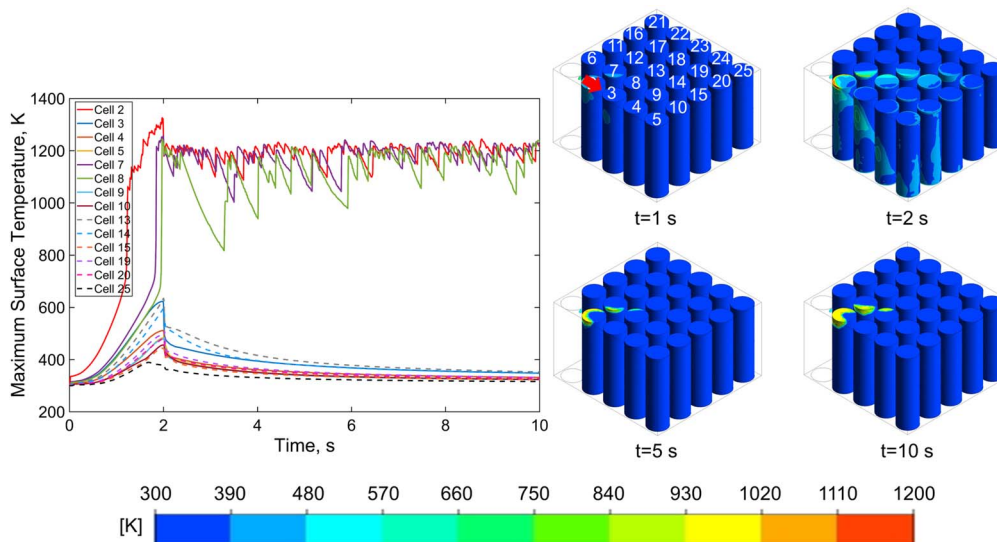 Maximum Surface Temperature, K
1400
1200
1000
800
600
400
200
Cell 2
Cell 3
Cell 4
Cell 5
Cell 7
Cell 8
Cell 9
Cell 10
Cell 13
Cell 14
Cell 15
Cell 19
Cell 20
Cell 25
0 2 4 6 8 10
Time, s
21
16 22
11 17 23
6 12 18 24
7 13 19 25
8 14 20
3 9 15
4 10
5
t=1 s
t=2 s
t=5 s
t=10 s
300 390 480 570 660 750 840 930 1020 1110 1200
[K]